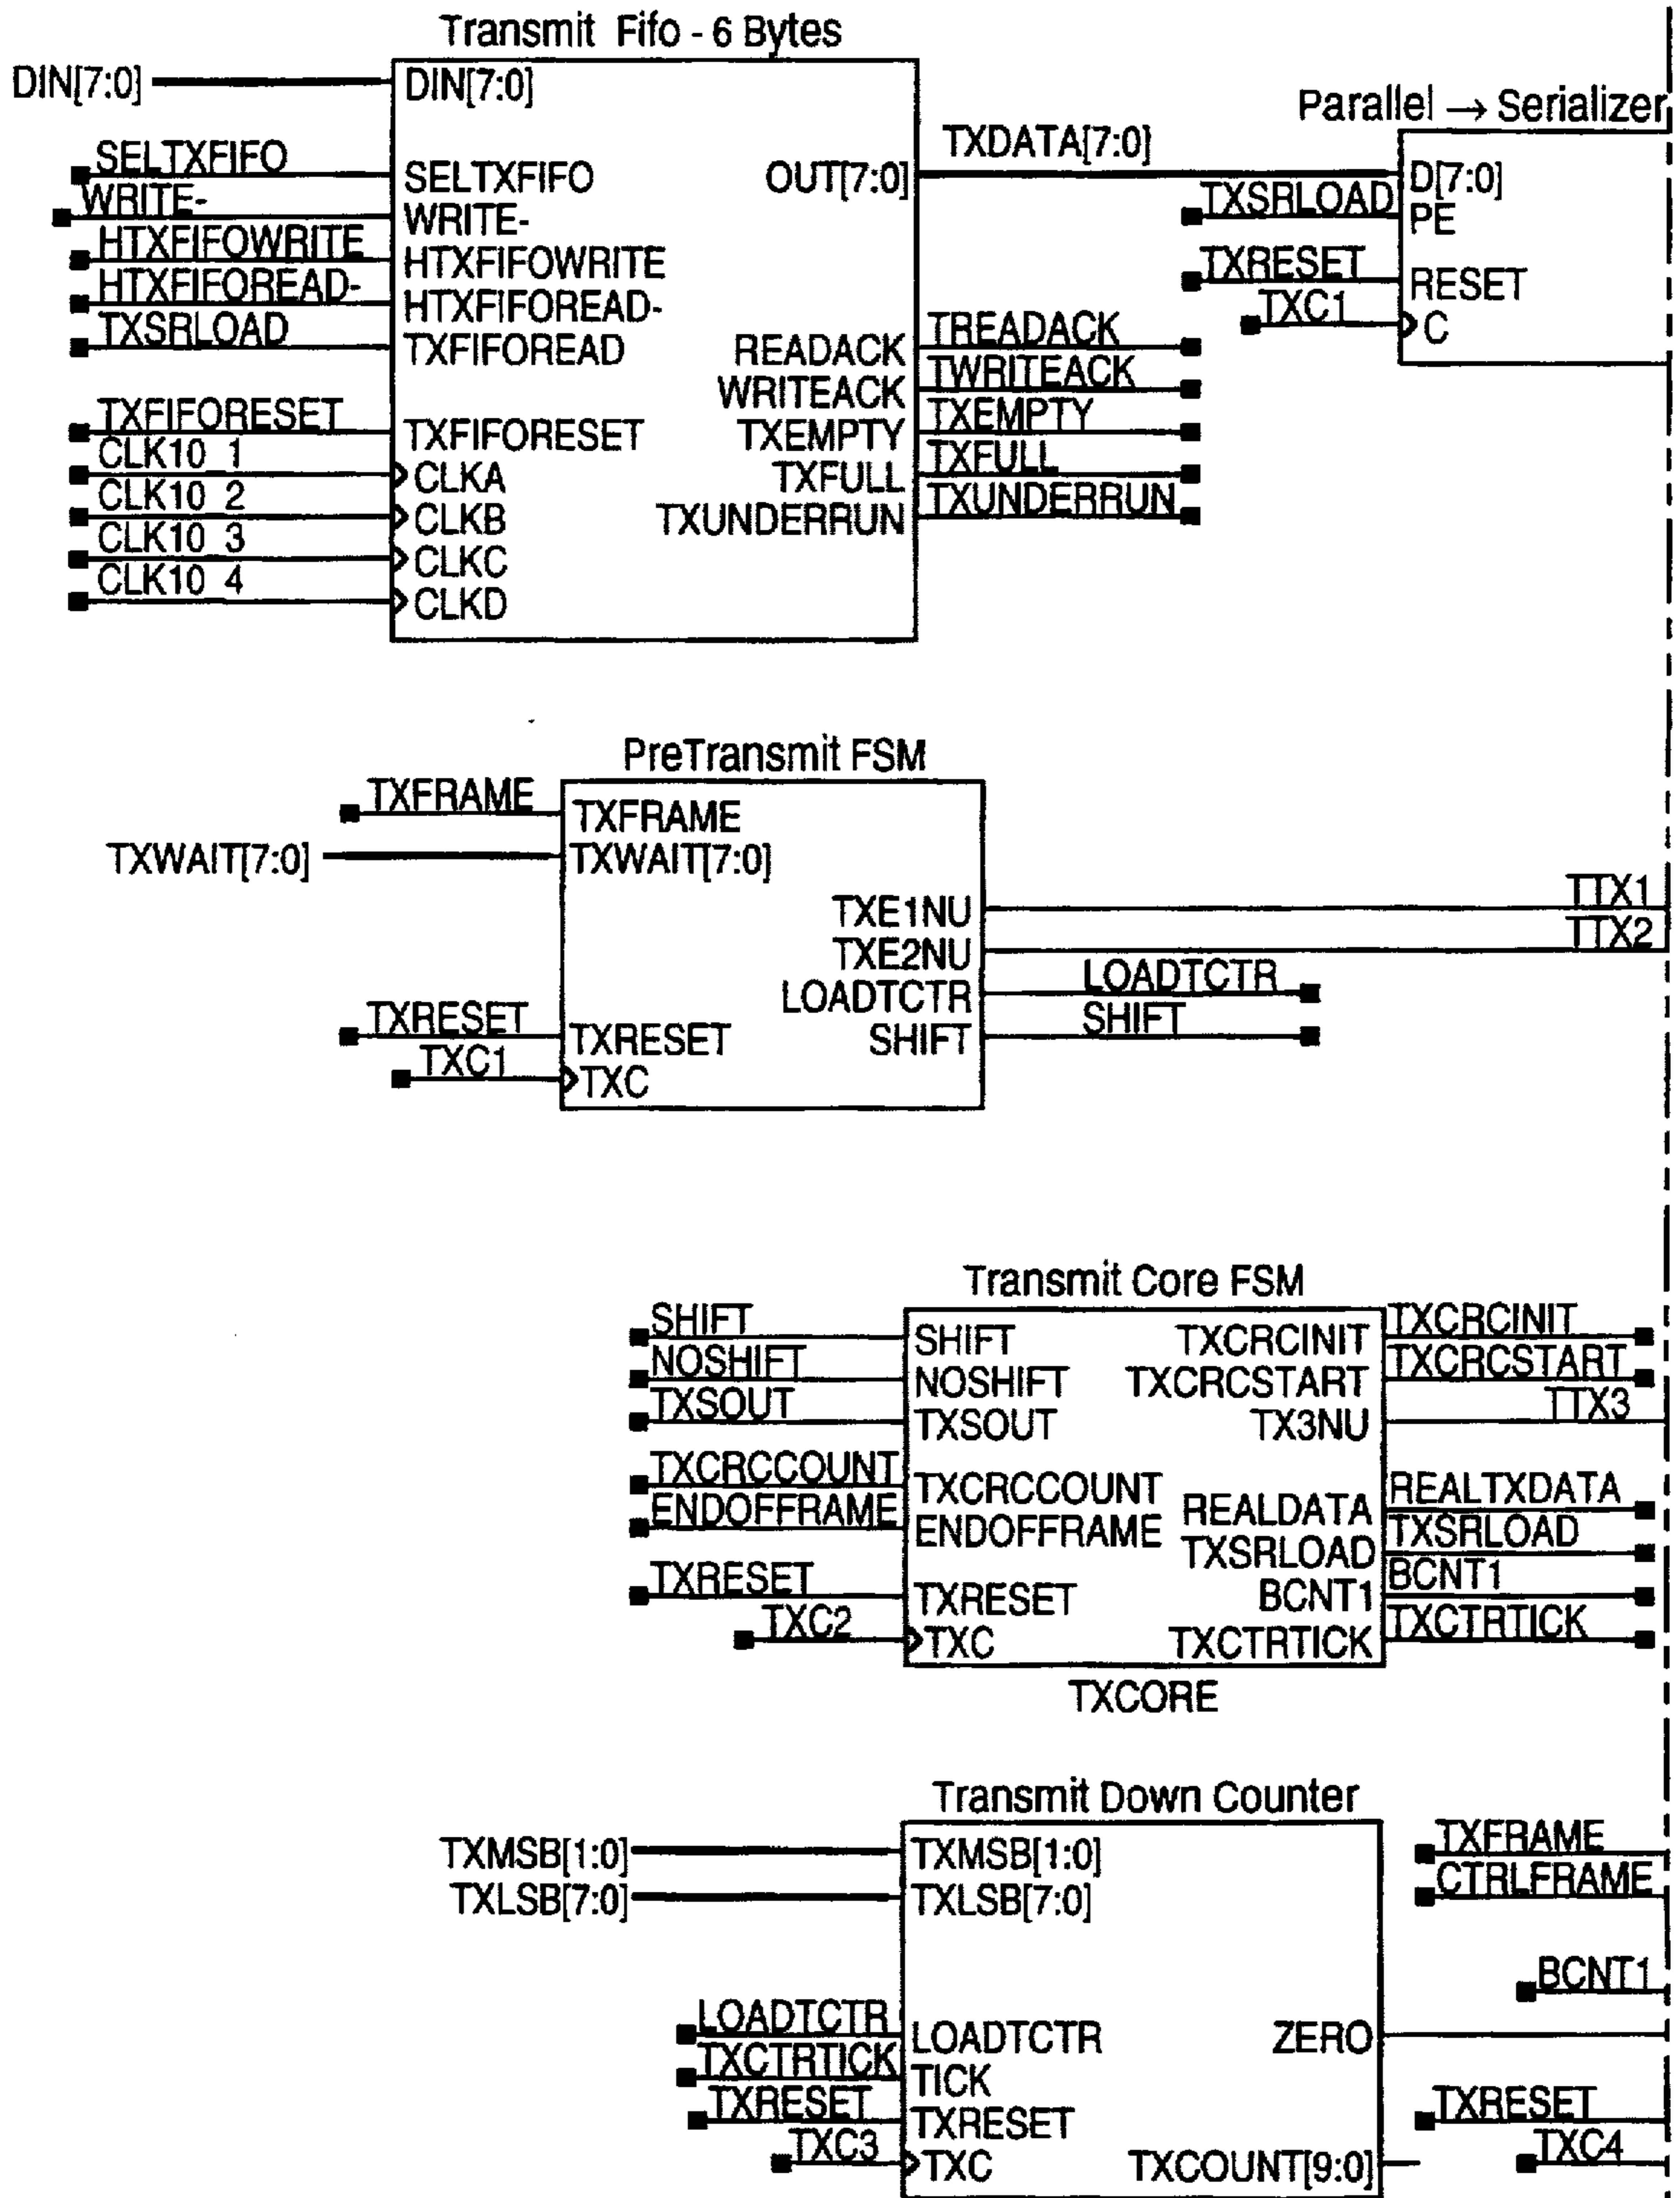 Transmit Fifo - 6 Bytes
DIN[7:0]
DIN[7:0]
SELTXFIFO
SELTXFIFO
WRITE-
WRITE-
HTXFIFOWRITE
HTXFIFOWRITE
HTXFIFOREAD-
HTXFIFOREAD-
TXSRLOAD
TXFIFOREAD
TXFIFORESET
TXFIFORESET
CLK10 1
CLKA
CLK10 2
CLKB
CLK10 3
CLKC
CLK10 4
CLKD
OUT[7:0]
TXDATA[7:0]
READACK
TREADACK
WRITEACK
TWRITEACK
TXEMPTY
TXEMPTY
TXFULL
TXFULL
TXUNDERRUN
TXUNDERRUN
Parallel → Serializer
D[7:0]
TXSRLOAD
PE
TXRESET
RESET
TXC1
C
PreTransmit FSM
TXFRAME
TXFRAME
TXWAIT[7:0]
TXWAIT[7:0]
TXE1NU
TTX1
TXE2NU
TTX2
LOADTCTR
LOADTCTR
SHIFT
SHIFT
TXRESET
TXRESET
TXC1
TXC
Transmit Core FSM
SHIFT
SHIFT
NOSHIFT
NOSHIFT
TXSOUT
TXSOUT
TXCRCCOUNT
TXCRCCOUNT
ENDOFFRAME
ENDOFFRAME
TXRESET
TXRESET
TXC2
TXC
TXCRCINIT
TXCRCINIT
TXCRCSTART
TXCRCSTART
TX3NU
TTX3
REALDATA
REALTXDATA
TXSRLOAD
TXSRLOAD
BCNT1
BCNT1
TXCTRTICK
TXCTRTICK
TXCORE
Transmit Down Counter
TXMSB[1:0]
TXMSB[1:0]
TXLSB[7:0]
TXLSB[7:0]
LOADTCTR
LOADTCTR
TXCTRTICK
TICK
TXRESET
TXRESET
TXC3
TXC
ZERO
TXCOUNT[9:0]
TXFRAME
CTRLFRAME
BCNT1
TXRESET
TXC4